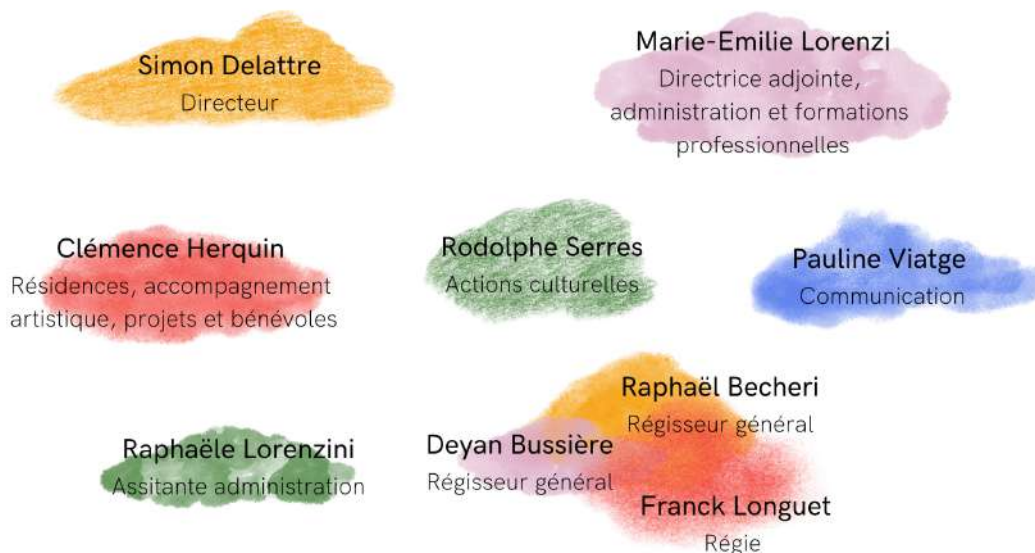 Simon Delattre
Directeur
Marie-Emilie Lorenzi
Directrice adjointe,
administration et formations
professionnelles
Clémence Herquin
Résidences, accompagnement
artistique, projets et bénévoles
Rodolphe Serres
Actions culturelles
Pauline Viatge
Communication
Raphaële Lorenzini
Assitante administration
Raphaël Becheri
Régisseur général
Deyan Bussière
Régisseur général
Franck Longuet
Régie